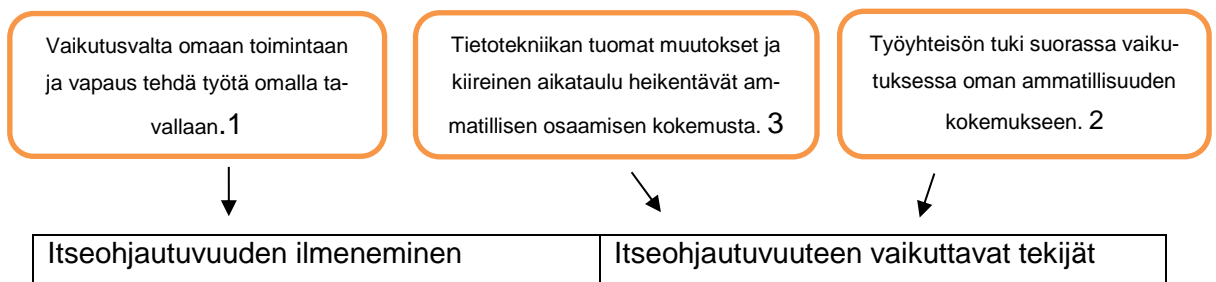 Vaikutusvalta omaan toimintaan
ja vapaus tehdä työtä omalla ta-
vallaan.1
Tietotekniikan tuomat muutokset ja
kiireinen aikataulu heikentävät am-
matillisen osaamisen kokemusta. 3
Työyhteisön tuki suorassa vaiku-
tuksessa oman ammatillisuuden
kokemukseen. 2
Itseohjautuvuuden ilmeneminen
Itseohjautuvuuteen vaikuttavat tekijät